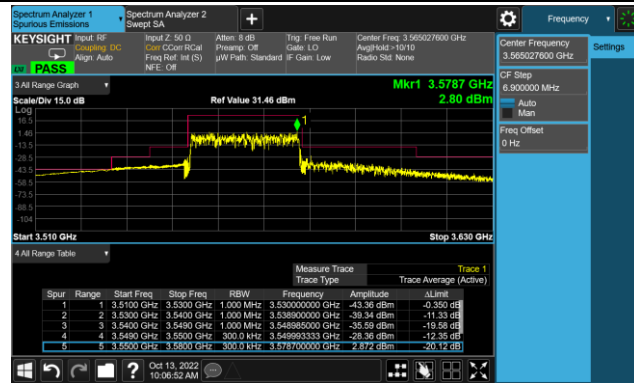 Spectrum Analyzer 1
Spurious Emissions
Spectrum Analyzer 2
Swept SA
Frequency
KEYSIGHT
Input: RF
Coupling: DC
Align: Auto
Input Z: 50 Ω
Corr CCorr RCal
Freq Ref: Int (S)
NFE: Off
Atten: 8 dB
Preamp: Off
µW Path: Standard
Trig: Free Run
Gate: LO
IF Gain: Low
Center Freq: 3.565027600 GHz
Avg|Hold:>10/10
Radio Std: None
PASS
Center Frequency
3.565027600 GHz
Settings
CF Step
6.900000 MHz
Auto
Man
Freq Offset
0 Hz
3 All Range Graph
Mkr1 3.5787 GHz
Scale/Div 15.0 dB
Ref Value 31.46 dBm
2.80 dBm
Log
16.5
1.46
-13.5
-28.5
-43.5
-58.5
-73.5
-88.5
-104
1
Start 3.510 GHz
Stop 3.630 GHz
4 All Range Table
Measure Trace Trace 1
Trace Type Trace Average (Active)
Spur Range Start Freq Stop Freq RBW Frequency Amplitude ΔLimit
1 1 3.5100 GHz 3.5300 GHz 1.000 MHz 3.530000000 GHz -43.36 dBm -0.350 dB
2 2 3.5300 GHz 3.5400 GHz 1.000 MHz 3.538900000 GHz -39.34 dBm -11.33 dB
3 3 3.5400 GHz 3.5490 GHz 1.000 MHz 3.548985000 GHz -35.59 dBm -19.58 dB
4 4 3.5490 GHz 3.5500 GHz 300.0 kHz 3.549993333 GHz -28.36 dBm -12.35 dB
5 5 3.5500 GHz 3.5800 GHz 300.0 kHz 3.578700000 GHz 2.872 dBm -20.12 dB
Oct 13, 2022
10:06:52 AM